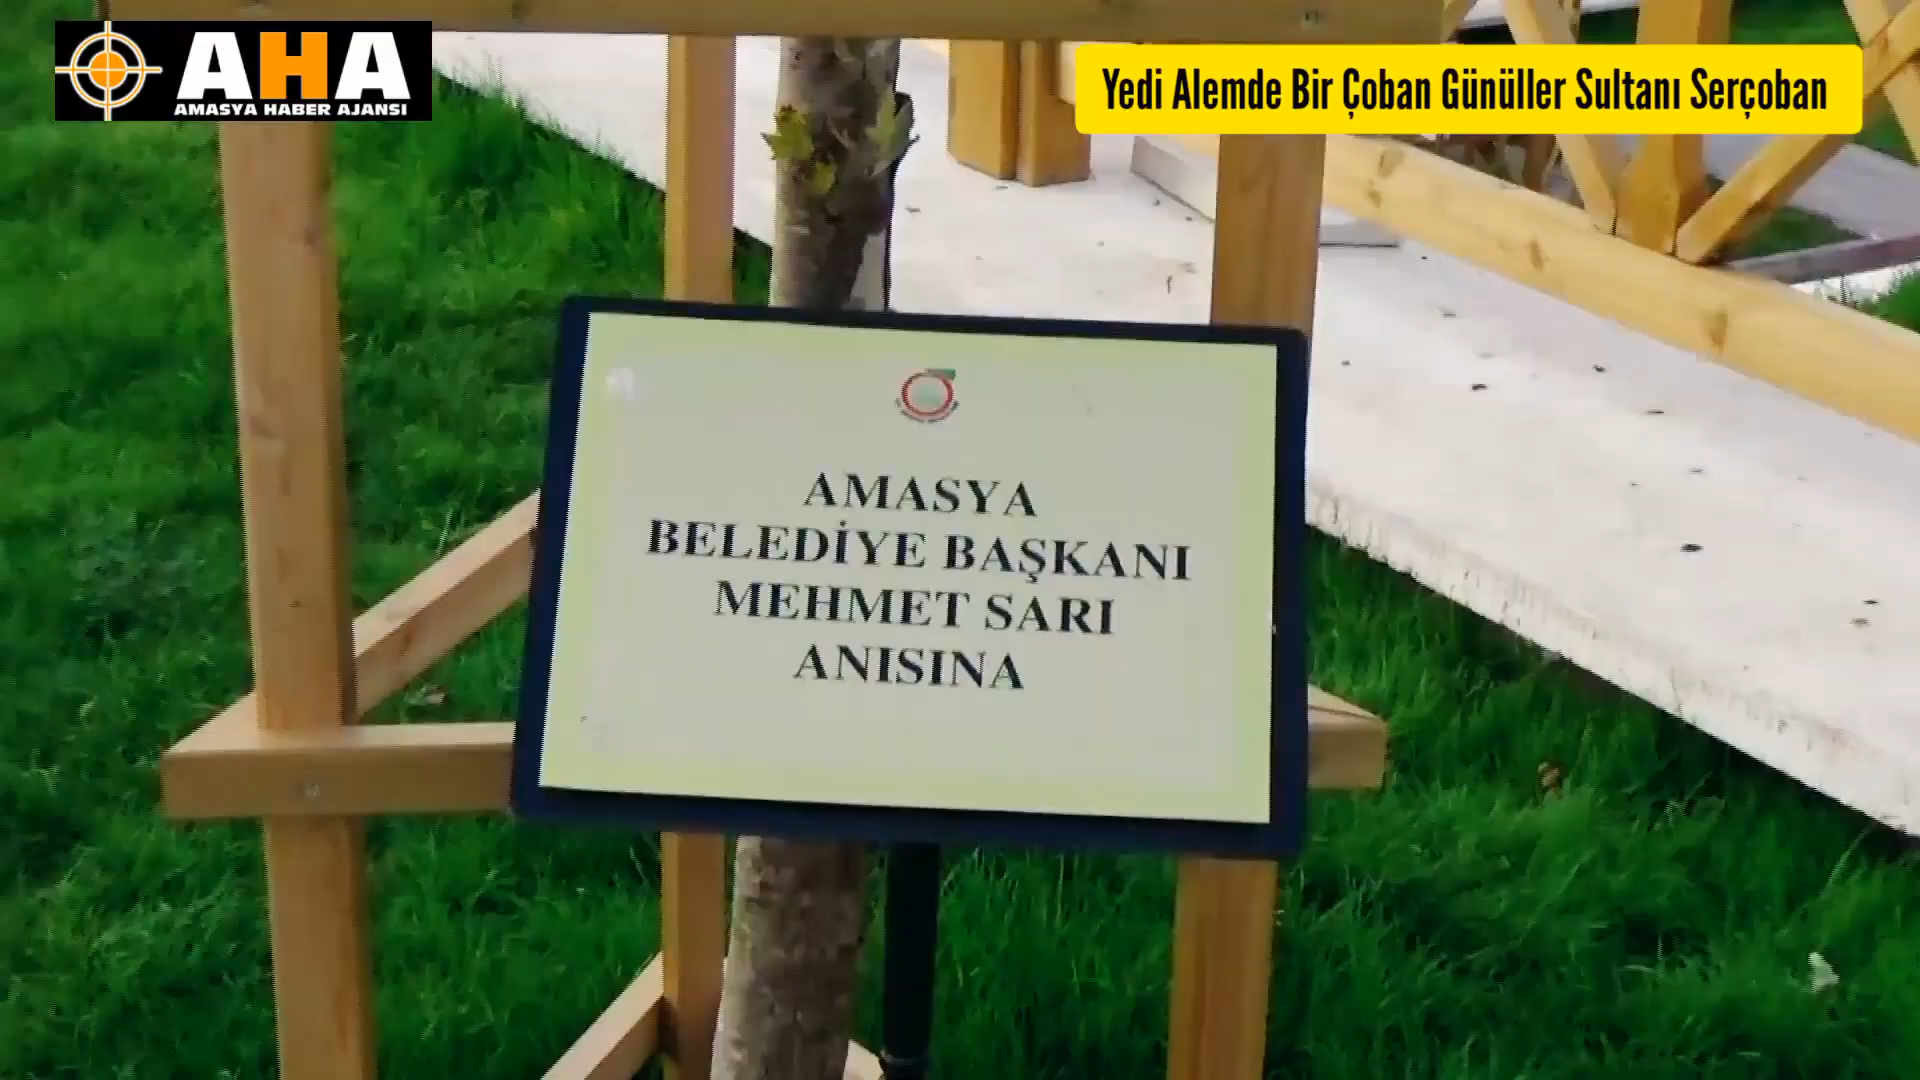 AHA
AMASYA HABER AJANSI
Yedi Alemde Bir Çoban Günüller Sultanı Serçoban
AMASYA
BELEDİYE BAŞKANI
MEHMET SARI
ANISINA